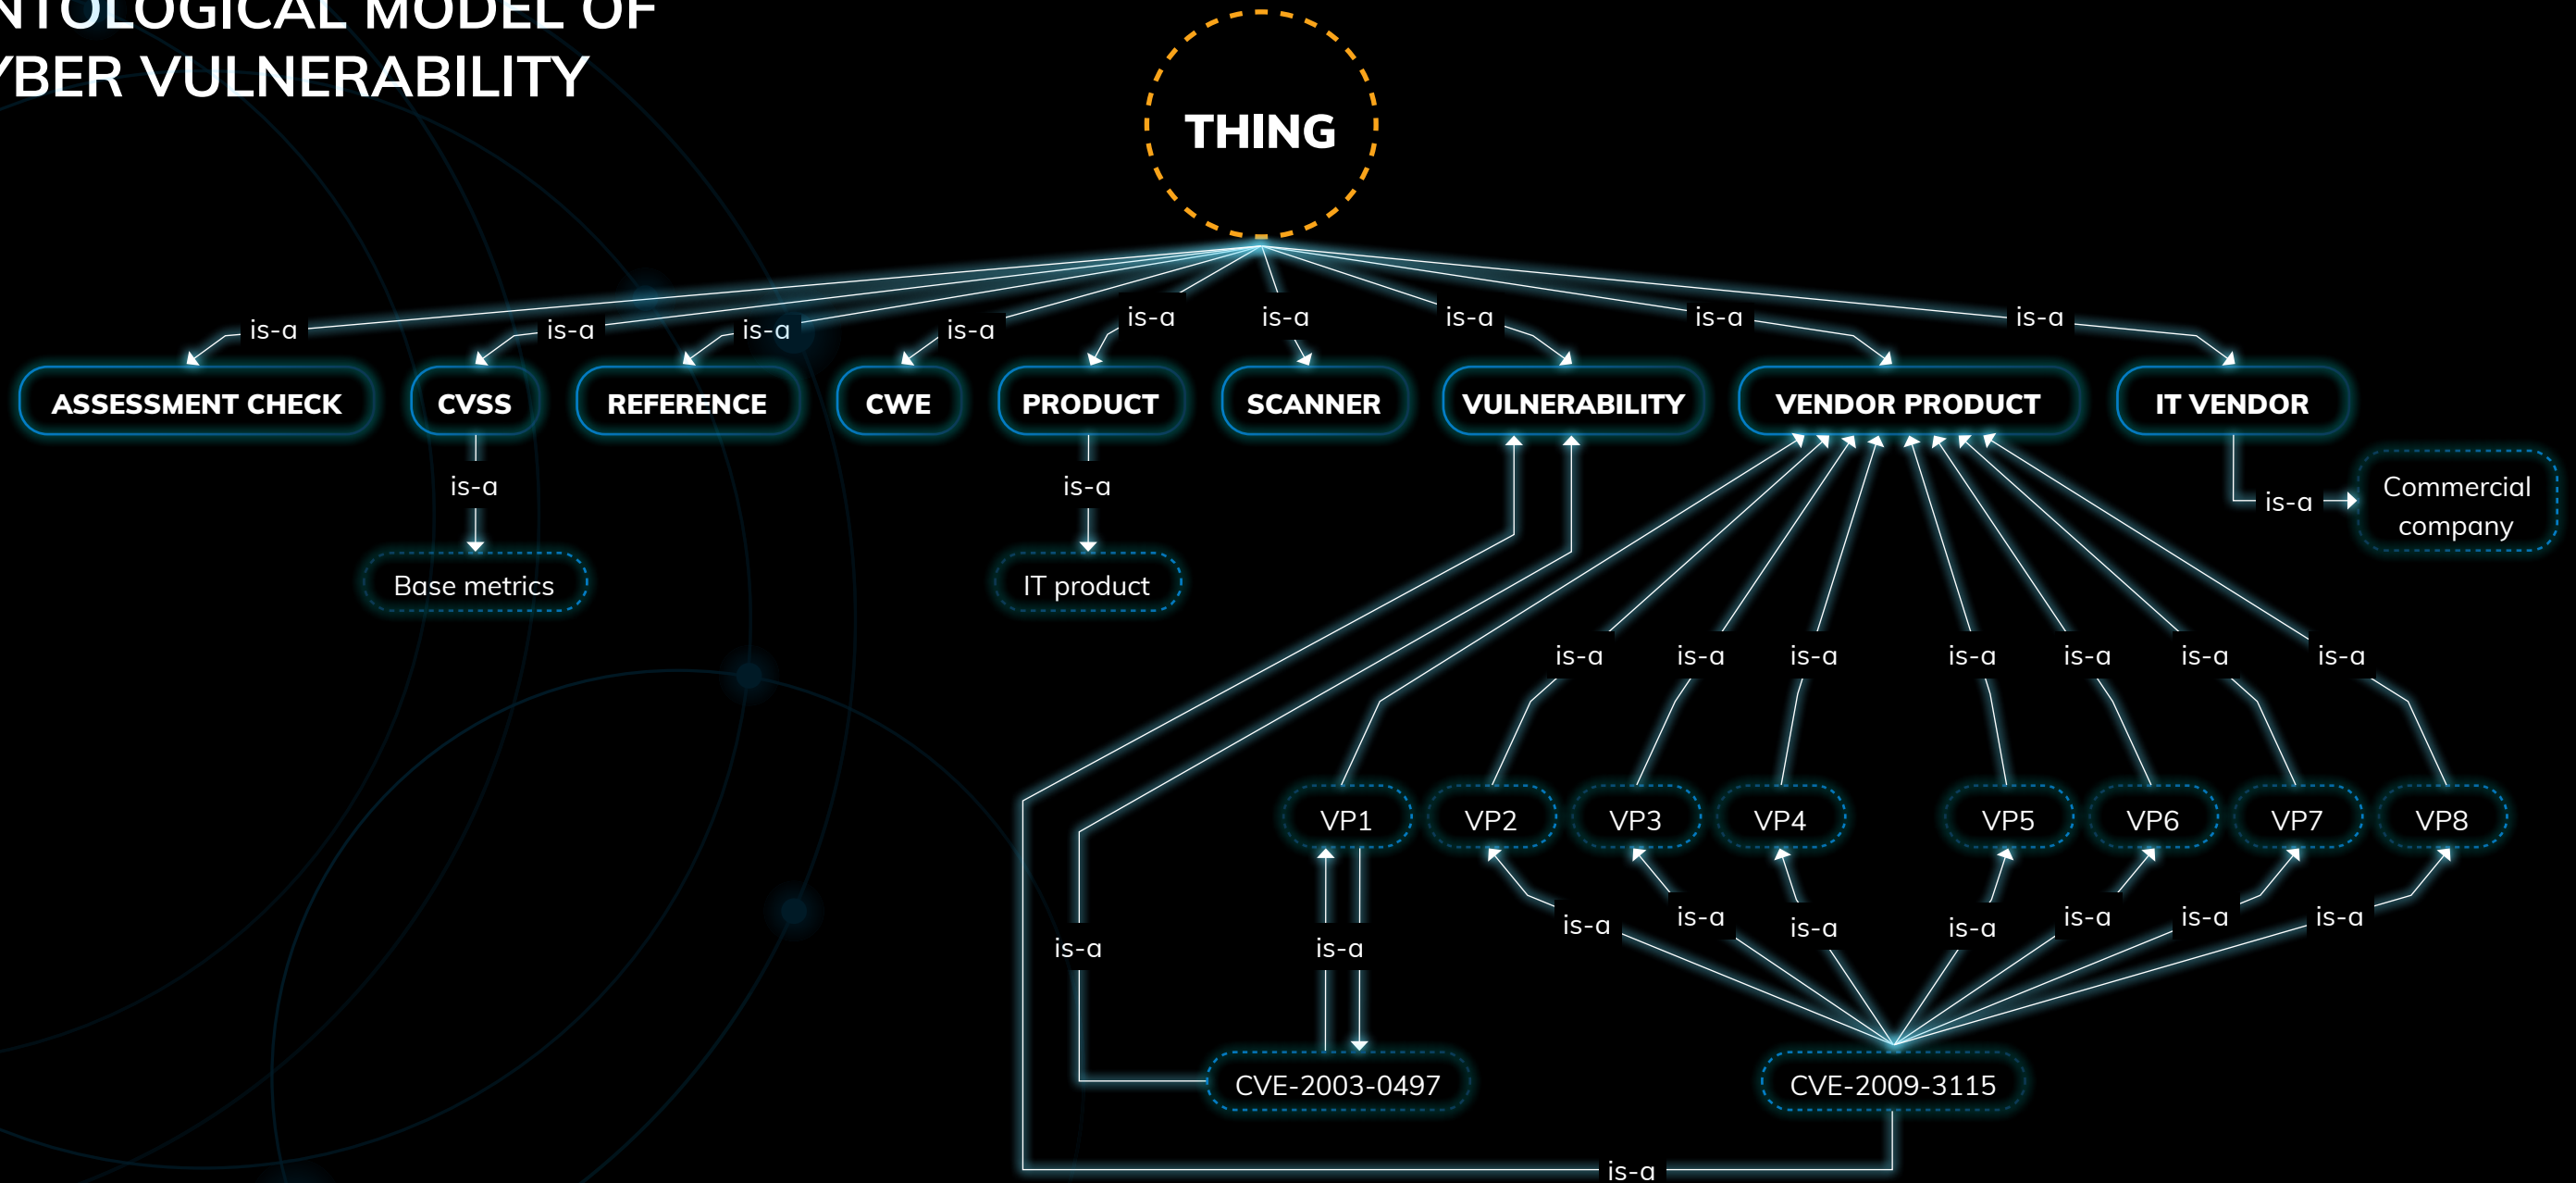 NTOLOGICAL MODEL OF
YBER VULNERABILITY
THING
is-a
is-a
is-a
is-a
is-a
is-a
is-a
is-a
is-a
ASSESSMENT CHECK
CVSS
REFERENCE
CWE
PRODUCT
SCANNER
VULNERABILITY
VENDOR PRODUCT
IT VENDOR
is-a
is-a
is-a
Commercial
company
Base metrics
IT product
is-a
is-a
is-a
is-a
is-a
is-a
is-a
VP1
VP2
VP3
VP4
VP5
VP6
VP7
VP8
is-a
is-a
is-a
is-a
is-a
is-a
is-a
is-a
is-a
CVE-2003-0497
CVE-2009-3115
is-a